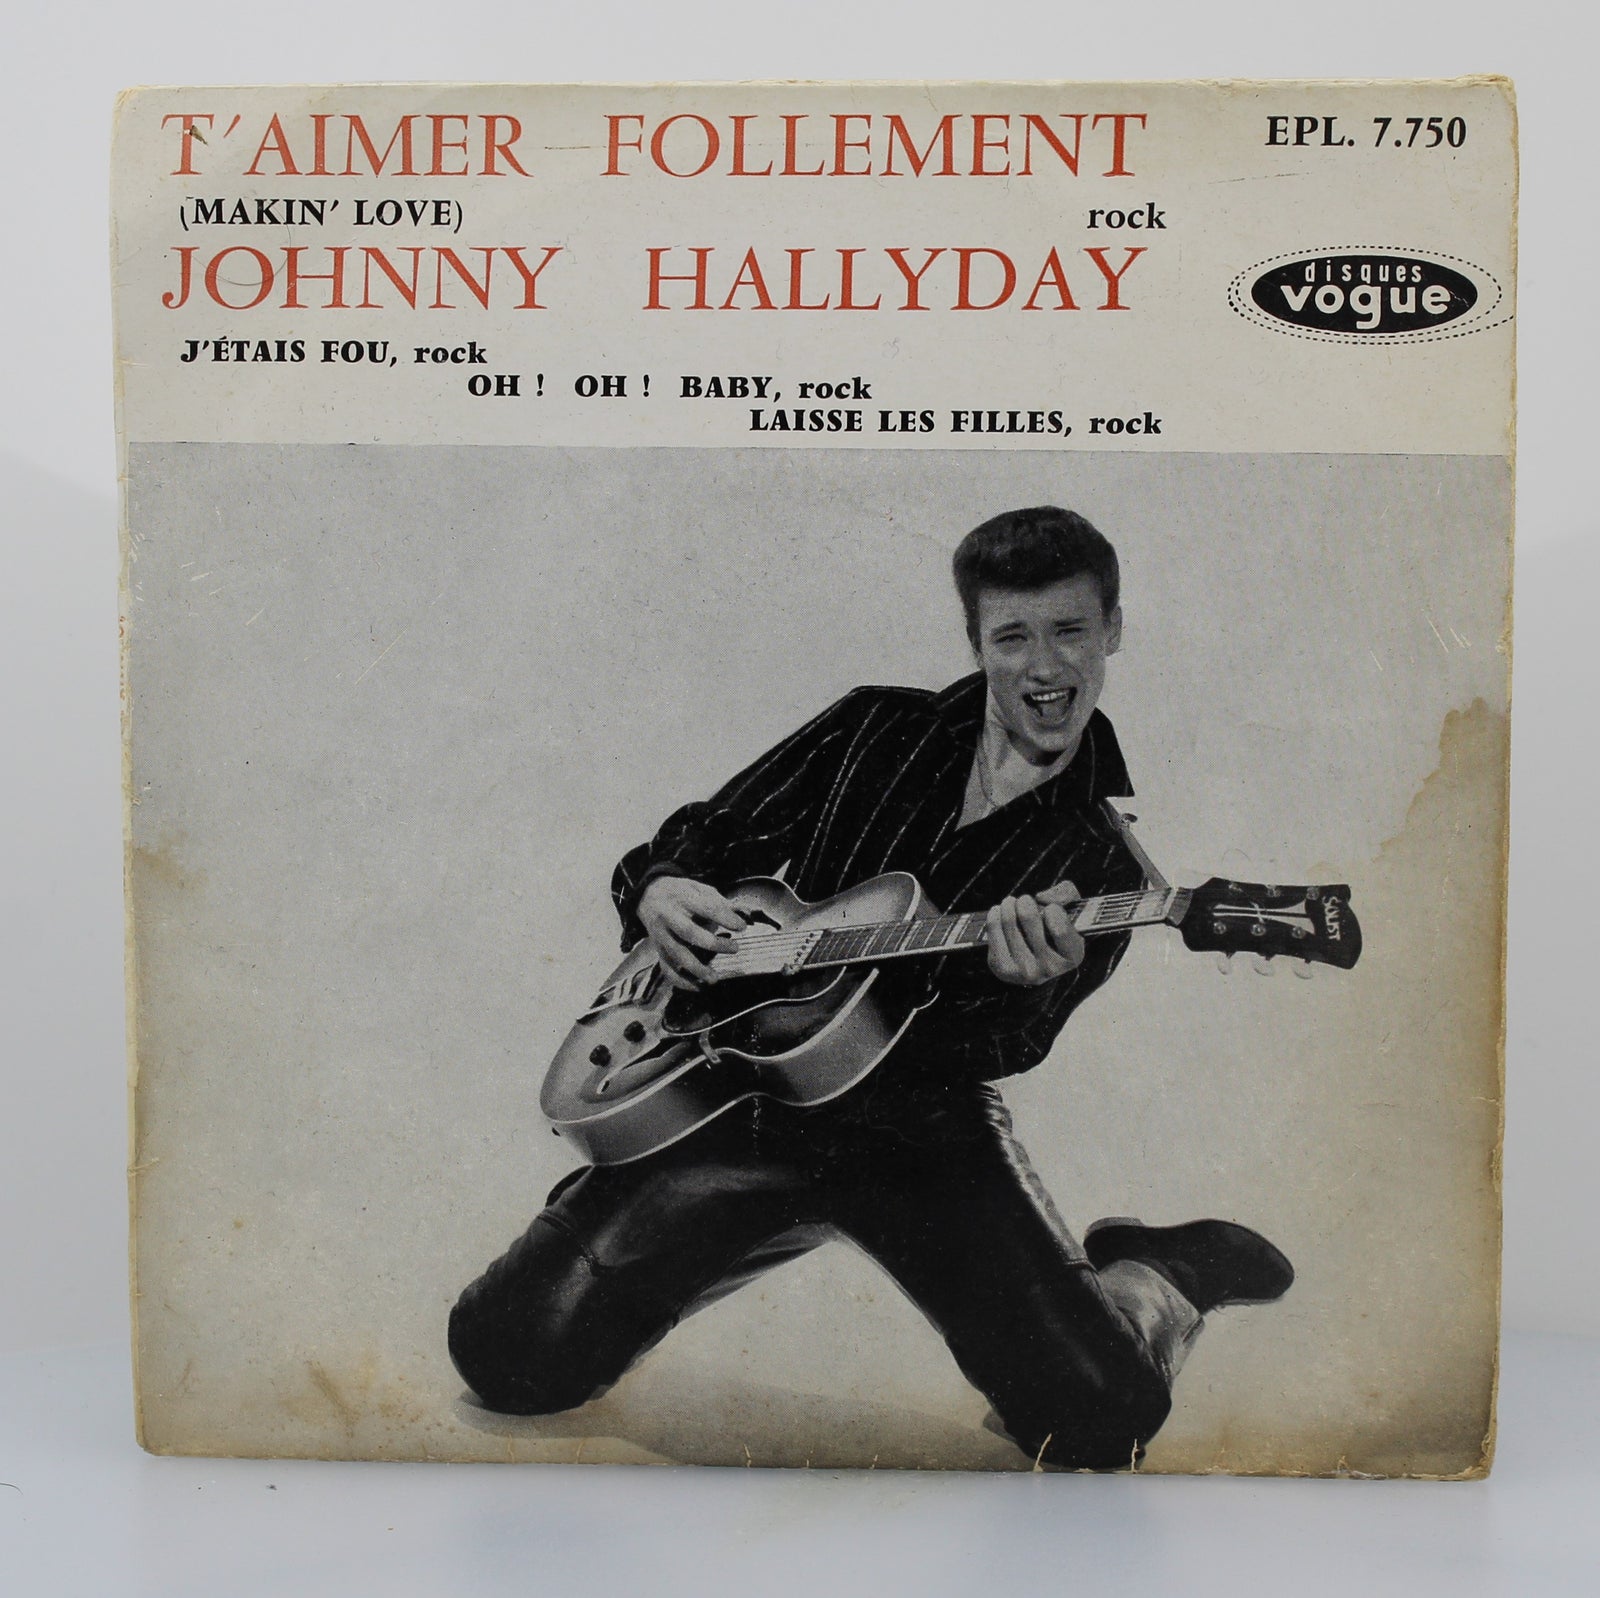 T'AIMER FOLLEMENT
EPL. 7.750
(MAKIN' LOVE)
rock
JOHNNY HALLYDAY
disques
vogue
J'ÉTAIS FOU, rock
OH ! OH ! BABY, rock
LAISSE LES FILLES, rock